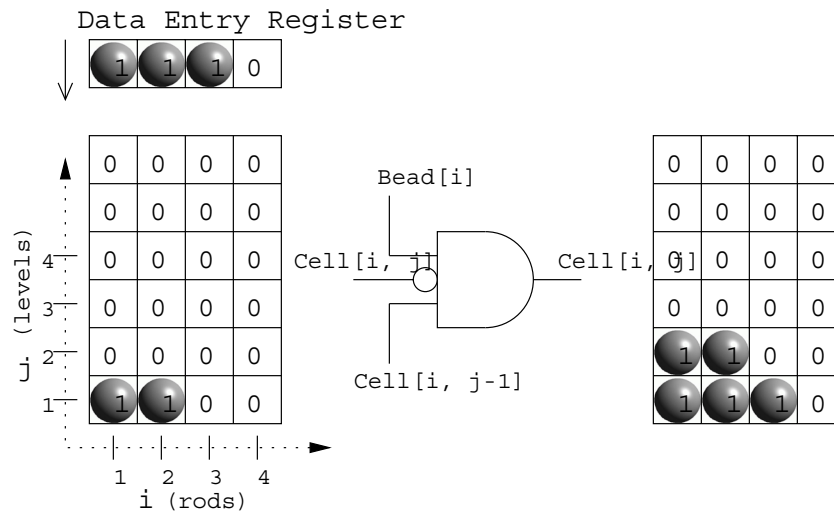 Data Entry Register
1 1 1 0
0 0 0 0
0 0 0 0
4 0 0 0 0
3 0 0 0 0
2 0 0 0 0
1 1 1 0 0
1 2 3 4
i (rods)
j (levels)
Bead[i]
Cell[i, j]
Cell[i, j-1]
Cell[i, j]
0 0 0 0
0 0 0 0
0 0 0 0
0 0 0 0
1 1 0 0
1 1 1 0